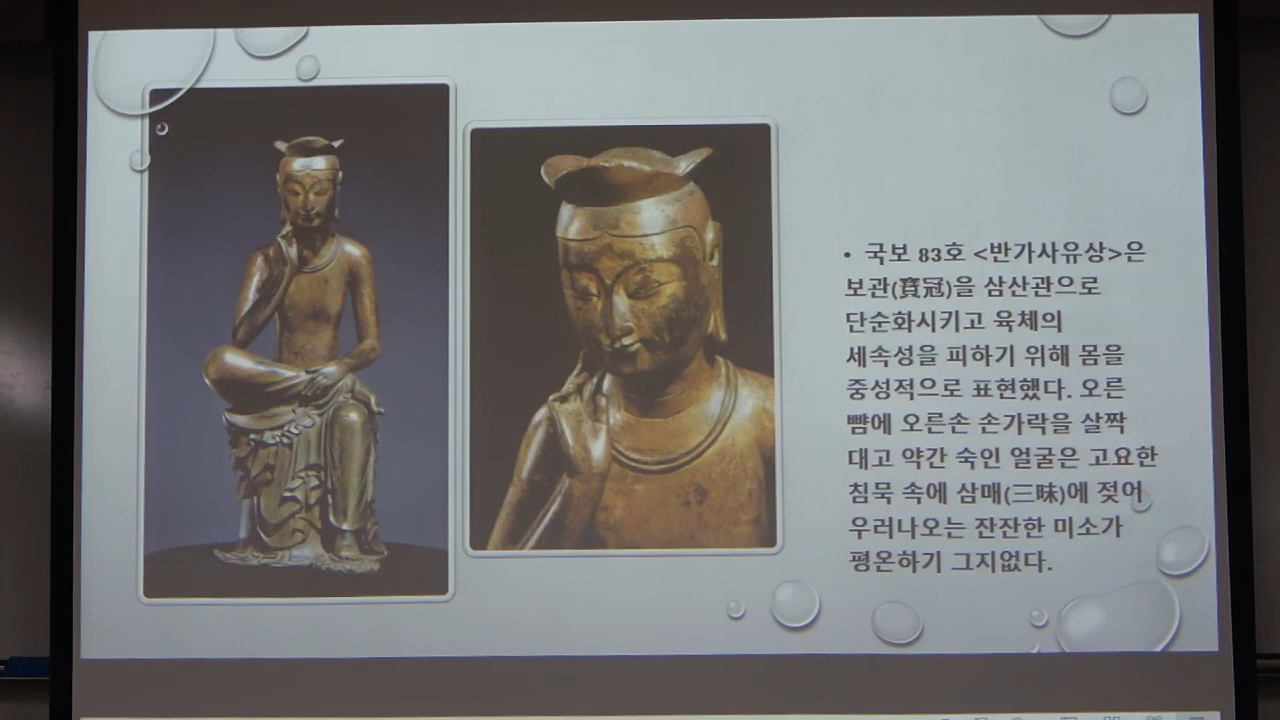 • 국보 83호 <반가사유상>은
보관(寶冠)을 삼산관으로
단순화시키고 육체의
세속성을 피하기 위해 몸을
중성적으로 표현했다. 오른
뺨에 오른손 손가락을 살짝
대고 약간 숙인 얼굴은 고요한
침묵 속에 삼매(三昧)에 젖어
우러나오는 잔잔한 미소가
평온하기 그지없다.